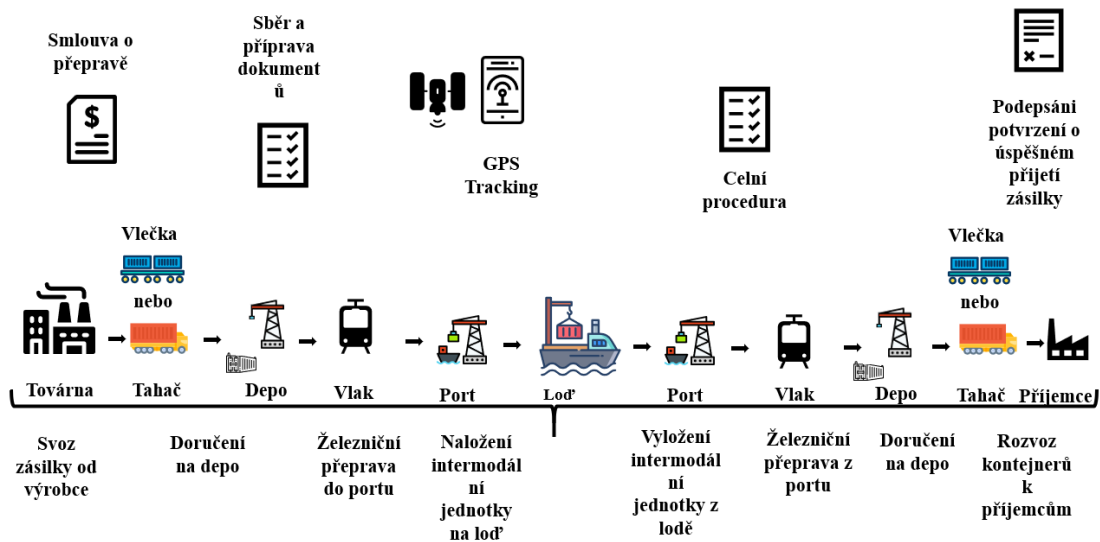 Smlouva o
přepravě
$
Sběr a
příprava
dokument
ů
GPS
Tracking
Celní
procedura
Podepsáni
potvrzení o
úspěšném
přijetí
zásilky
Vlečka
nebo
Vlečka
nebo
Továrna
Tahač
Depo
Vlak
Port
Loď
Port
Vlak
Depo
Tahač
Příjemce
Svoz
zásilky od
výrobce
Doručení
na depo
Železniční
přeprava
do portu
Naložení
intermodál
ní
jednotky
na loď
Vyložení
intermodál
ní
jednotky z
lodě
Železniční
přeprava z
portu
Doručení
na depo
Rozvoz
kontejnerů
k
příjemcům